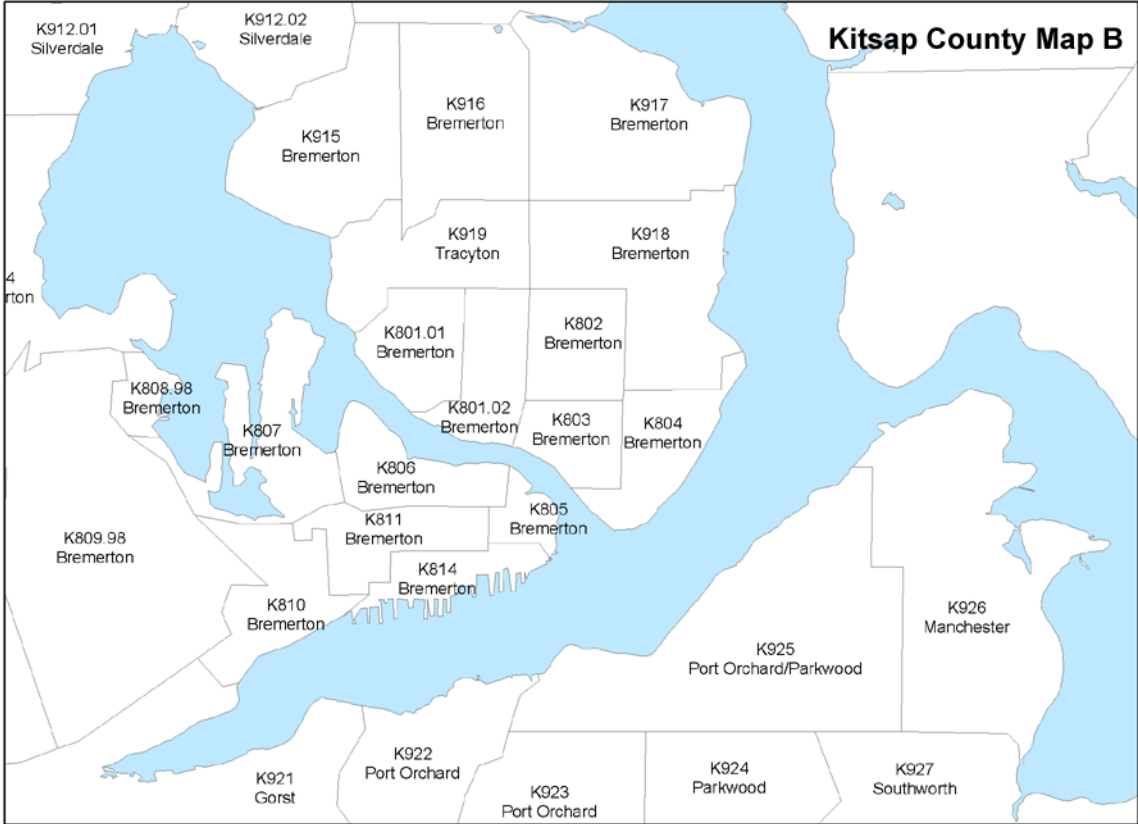 K912.01
Silverdale
K912.02
Silverdale
Kitsap County Map B
K915
Bremerton
K916
Bremerton
K917
Bremerton
K919
Tracyton
K918
Bremerton
4
rton
K801.01
Bremerton
K802
Bremerton
K808.98
Bremerton
K807
Bremerton
K801.02
Bremerton
K803
Bremerton
K804
Bremerton
K806
Bremerton
K805
Bremerton
K811
Bremerton
K809.98
Bremerton
K814
Bremerton
K810
Bremerton
K926
Manchester
K925
Port Orchard/Parkwood
K922
Port Orchard
K921
Gorst
K923
Port Orchard
K924
Parkwood
K927
Southworth